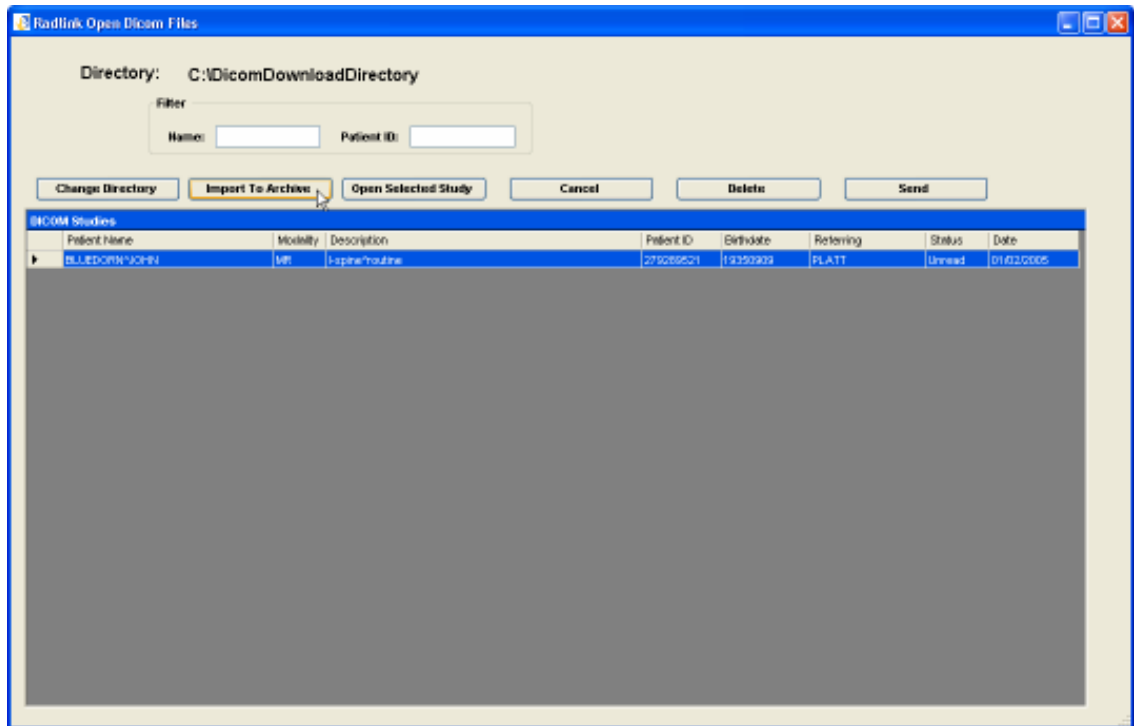 Radlink Open Dicom Files
Directory: C:\DicomDownloadDirectory
Filter
Name: Patient ID:
Change Directory Import To Archive Open Selected Study Cancel Delete Send
DICOM Studies
Patient Name Modality Description Patient ID Birthdate Referring Status Date
BLUEDORN^JOHN MR l-spine^routine 279289521 19350909 PLATT Unread 01/02/2005